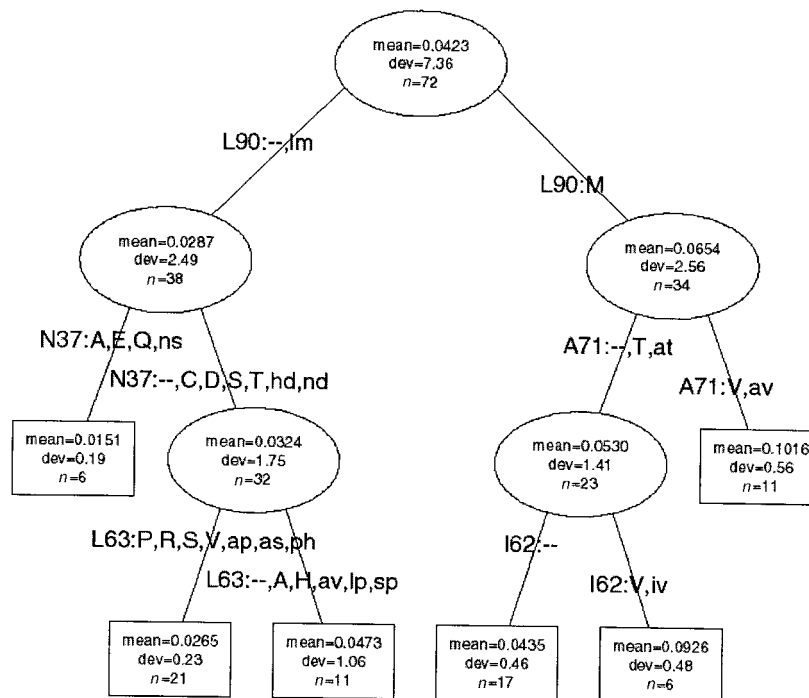 mean=0.0423
dev=7.36
n=72
L90:--,lm
L90:M
mean=0.0287
dev=2.49
n=38
mean=0.0654
dev=2.56
n=34
N37:A,E,Q,ns
N37:--,C,D,S,T,hd,nd
A71:--,T,at
A71:V,av
mean=0.0151
dev=0.19
n=6
mean=0.0324
dev=1.75
n=32
mean=0.0530
dev=1.41
n=23
mean=0.1016
dev=0.56
n=11
L63:P,R,S,V,ap,as,ph
L63:--,A,H,av,lp,sp
I62:--
I62:V,iv
mean=0.0265
dev=0.23
n=21
mean=0.0473
dev=1.06
n=11
mean=0.0435
dev=0.46
n=17
mean=0.0926
dev=0.48
n=6